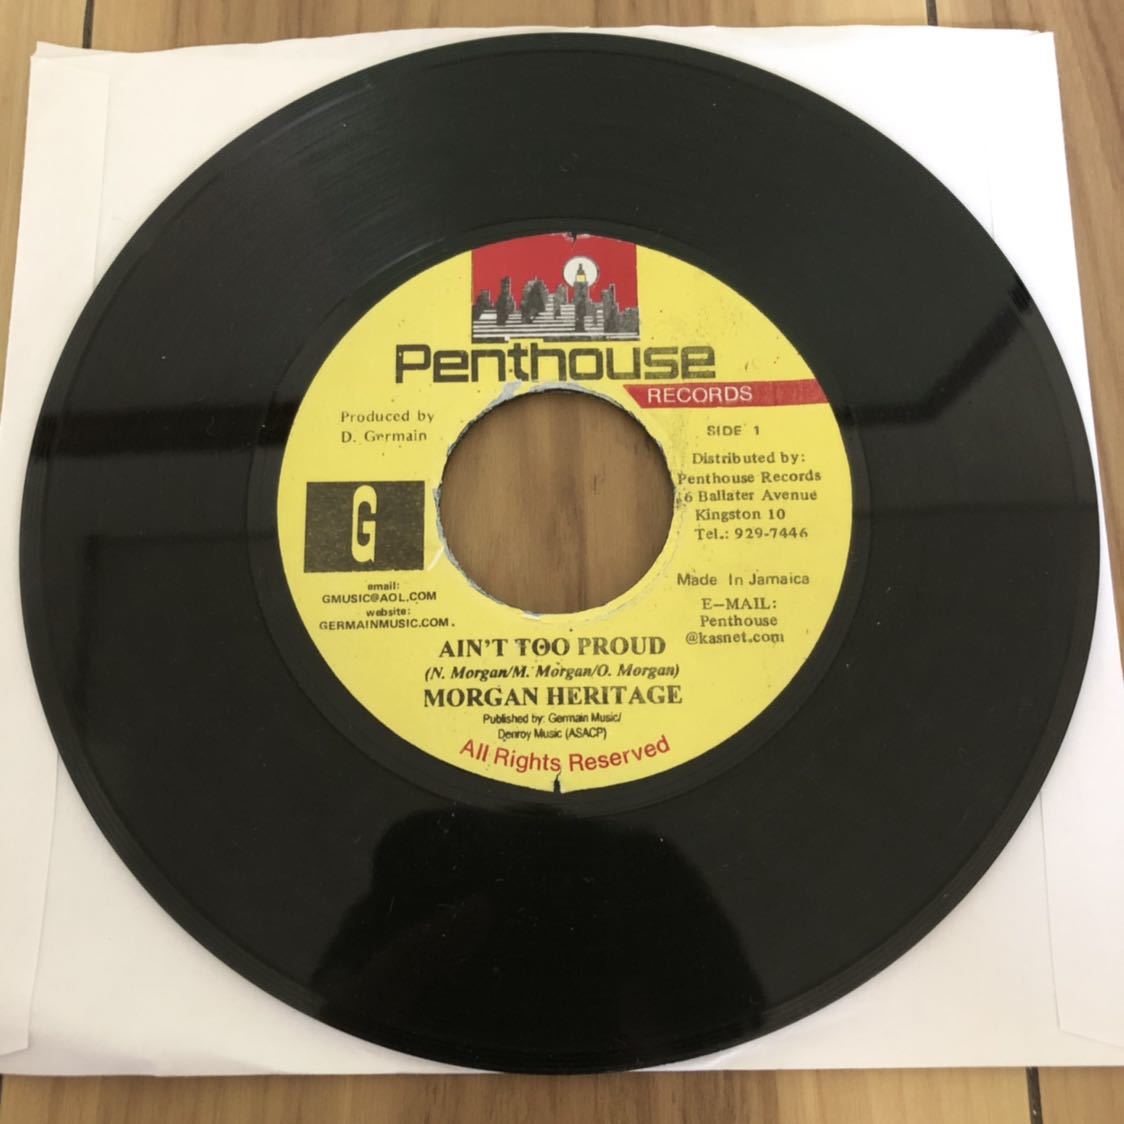 Penthouse
RECORDS
Produced by
D. Germain
G
email:
GMUSIC@AOL.COM
website:
GERMAINMUSIC.COM.
SIDE 1
Distributed by:
Penthouse Records
6 Ballater Avenue
Kingston 10
Tel.: 929-7446
Made In Jamaica
E-MAIL:
Penthouse
@kasnet.com
AIN'T TOO PROUD
(N. Morgan/M. Morgan/O. Morgan)
MORGAN HERITAGE
Published by: Germain Music/
Denroy Music (ASACP)
All Rights Reserved